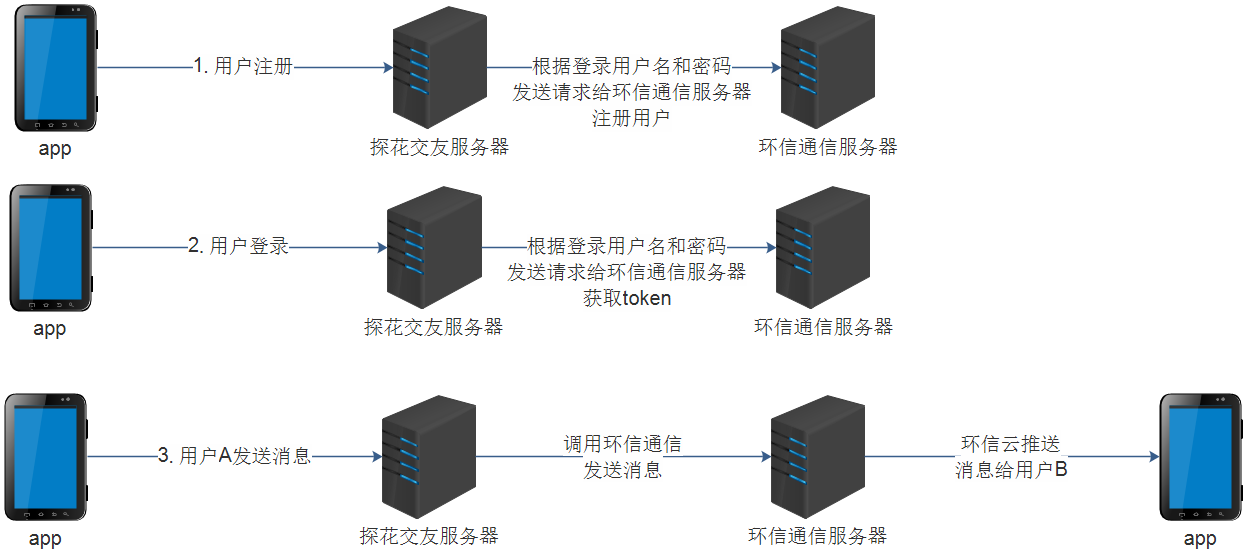 1. 用户注册
根据登录用户名和密码
发送请求给环信通信服务器
注册用户
app
探花交友服务器
环信通信服务器
2. 用户登录
根据登录用户名和密码
发送请求给环信通信服务器
获取token
app
探花交友服务器
环信通信服务器
3. 用户A发送消息
调用环信通信
发送消息
环信云推送
消息给用户B
app
探花交友服务器
环信通信服务器
app